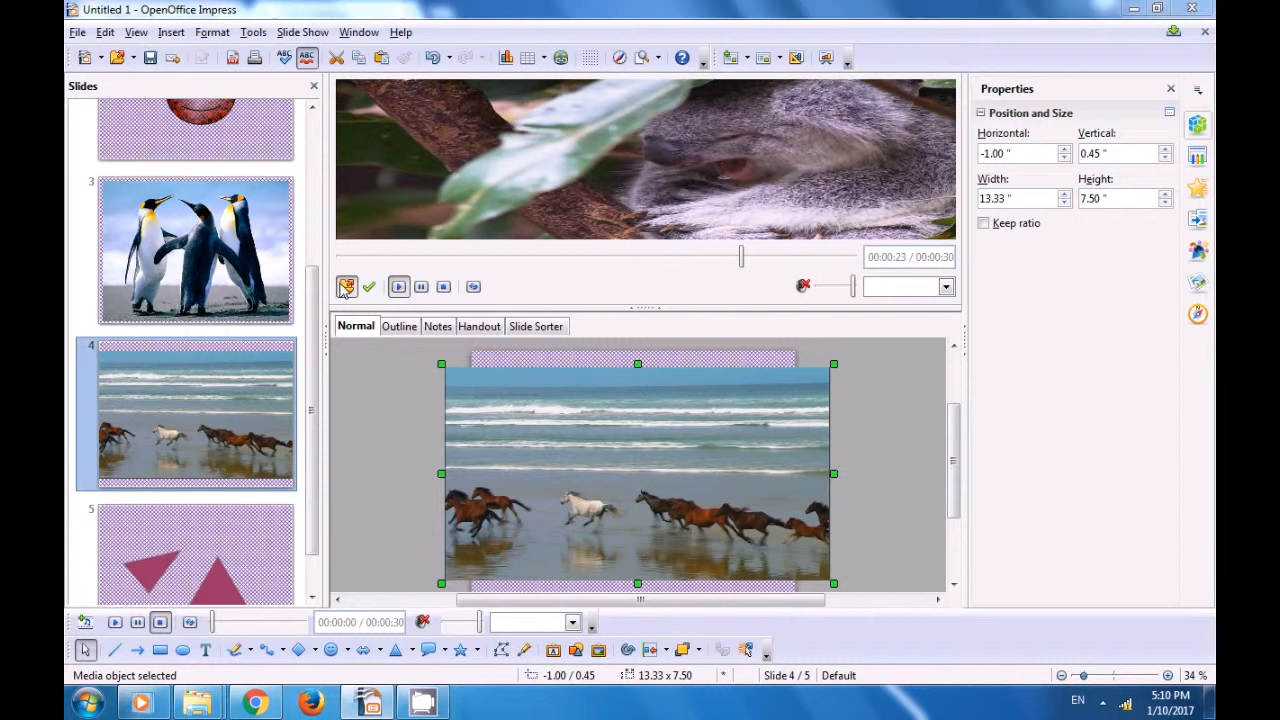 Untitled 1 - OpenOffice Impress
File Edit View Insert Format Tools Slide Show Window Help
ABC ABC
Slides
Properties
Position and Size
Horizontal: Vertical:
-1.00 " 0.45 "
Width: Height:
13.33 " 7.50 "
Keep ratio
3
00:00:23 / 00:00:30
Normal Outline Notes Handout Slide Sorter
4
5
00:00:00 / 00:00:30
T
Media object selected -1.00 / 0.45 13.33 x 7.50 * Slide 4 / 5 Default 34 %
EN 5:10 PM
1/10/2017